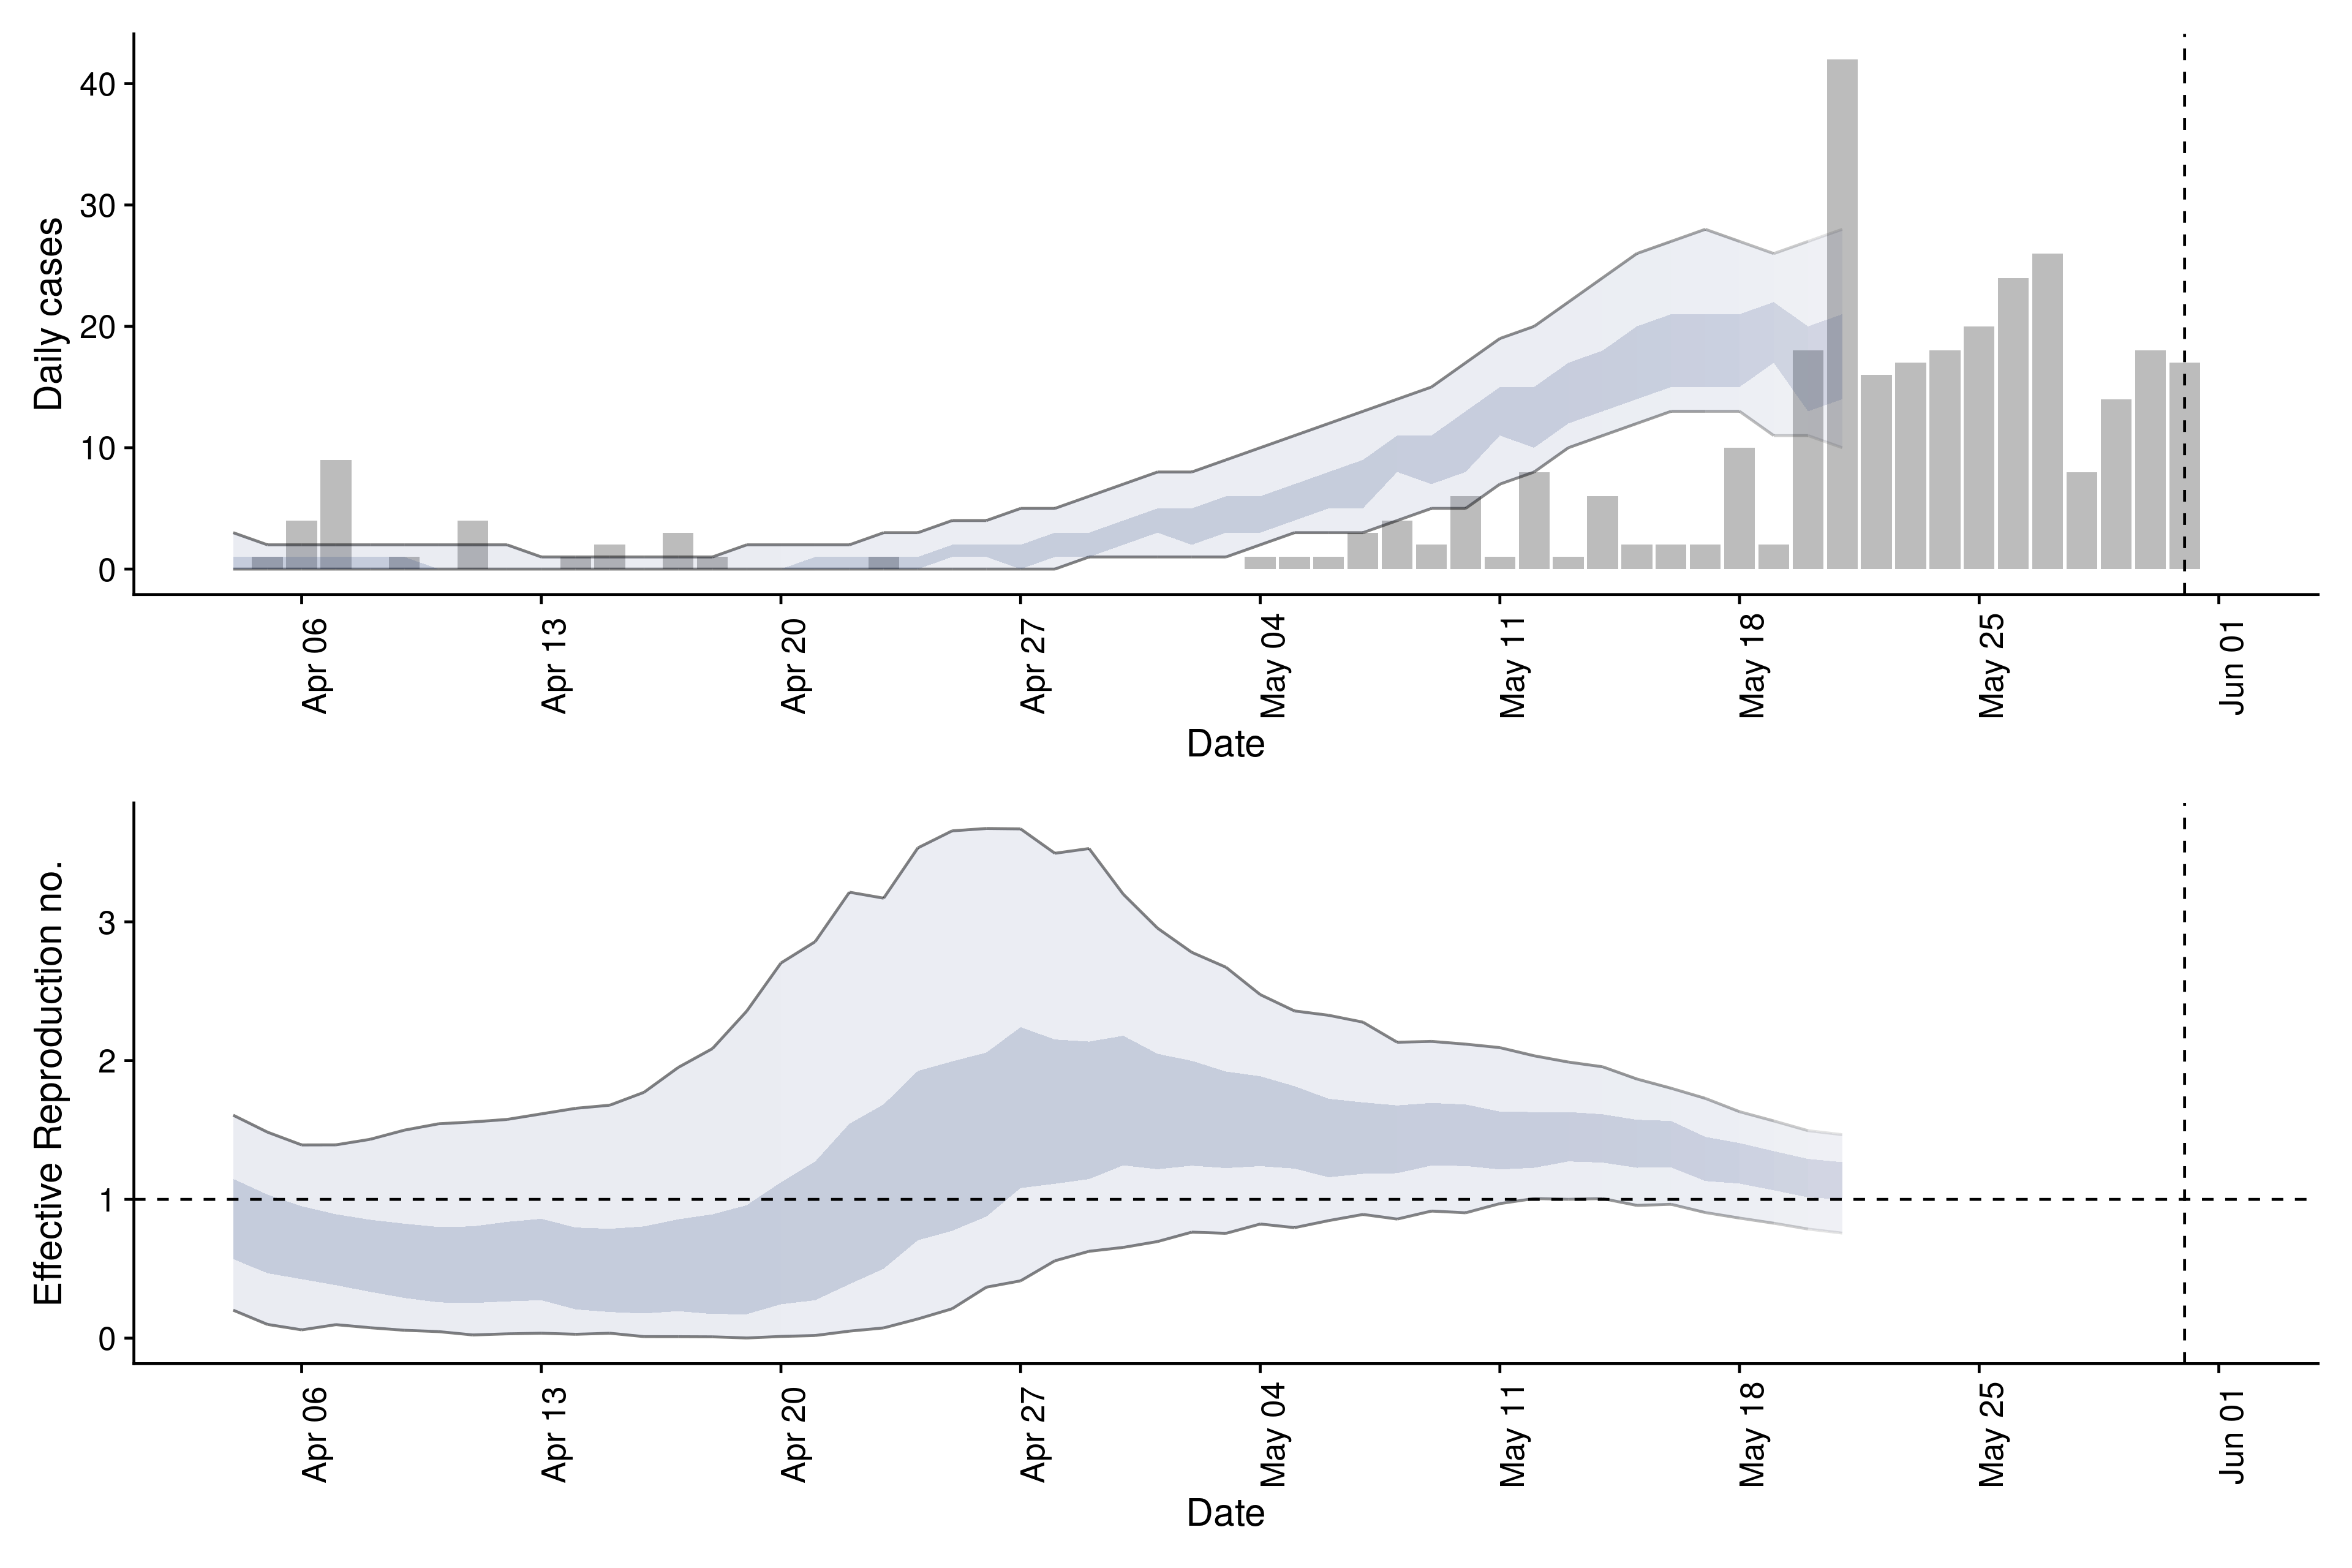 Daily cases
40
30
20
10
0
Apr 06
Apr 13
Apr 20
Apr 27
May 04
May 11
May 18
May 25
Jun 01
Date
Effective Reproduction no.
3
2
1
0
Apr 06
Apr 13
Apr 20
Apr 27
May 04
May 11
May 18
May 25
Jun 01
Date